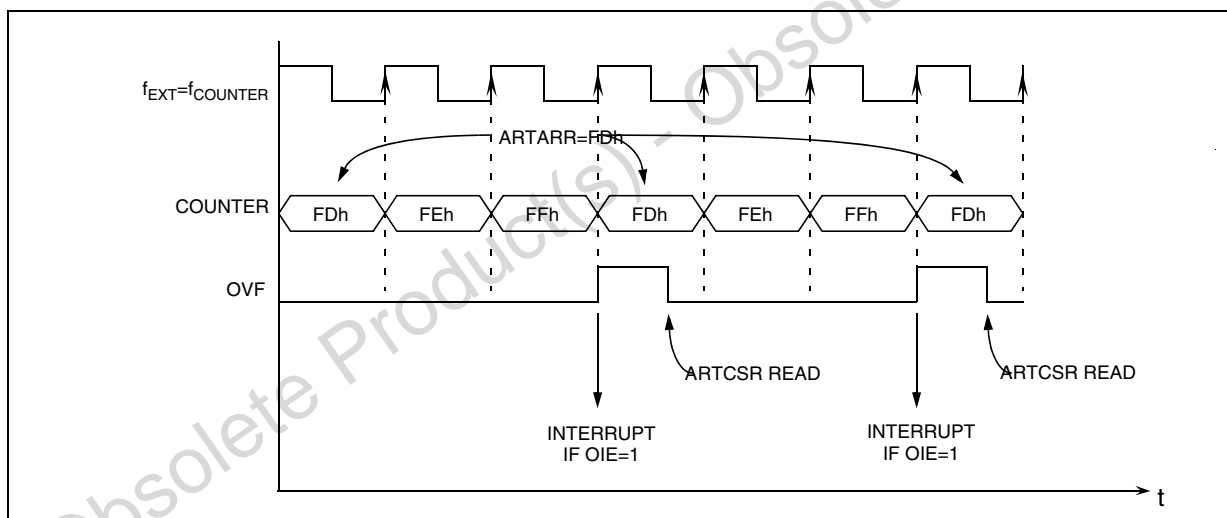 fEXT=fCOUNTER
ARTARR=FDh
COUNTER
FDh FEh FFh FDh FEh FFh FDh
OVF
ARTCSR READ ARTCSR READ
INTERRUPT INTERRUPT
IF OIE=1 IF OIE=1
t
Obsolete Product(s) - Obsole